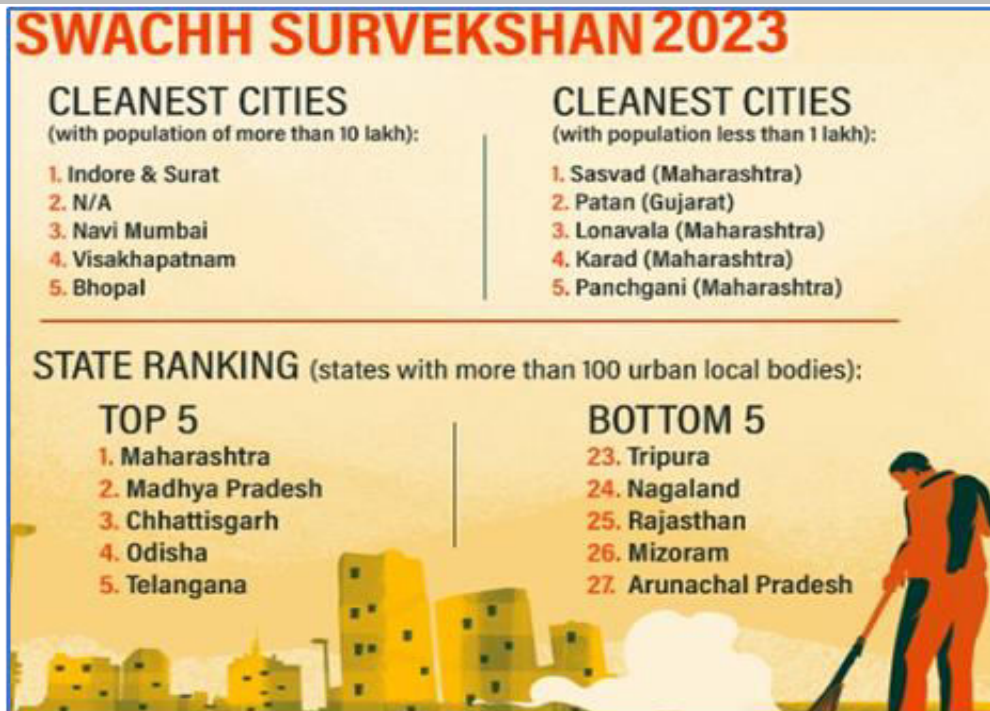 SWACHH SURVEKSHAN 2023
CLEANEST CITIES
(with population of more than 10 lakh):
1. Indore & Surat
2. N/A
3. Navi Mumbai
4. Visakhapatnam
5. Bhopal
CLEANEST CITIES
(with population less than 1 lakh):
1. Sasvad (Maharashtra)
2. Patan (Gujarat)
3. Lonavala (Maharashtra)
4. Karad (Maharashtra)
5. Panchgani (Maharashtra)
STATE RANKING (states with more than 100 urban local bodies):
TOP 5
1. Maharashtra
2. Madhya Pradesh
3. Chhattisgarh
4. Odisha
5. Telangana
BOTTOM 5
23. Tripura
24. Nagaland
25. Rajasthan
26. Mizoram
27. Arunachal Pradesh